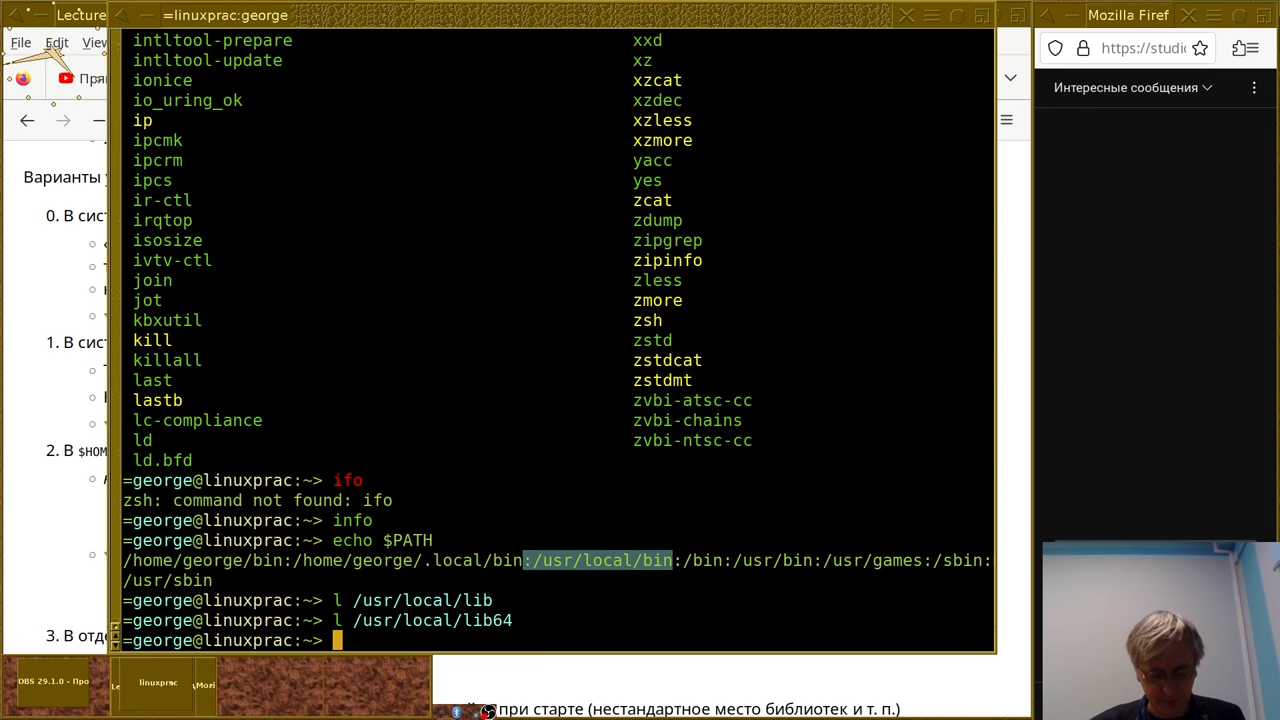 Lecture
=linuxprac:george
Mozilla Firef
File Edit View
https://studi
Прям
Интересные сообщения
Варианты
0. В сист
1. В сист
2. В $HOM
3. В отде
intltool-prepare xxd
intltool-update xz
ionice xzcat
io_uring_ok xzdec
ip xzless
ipcmk xzmore
ipcrm yacc
ipcs yes
ir-ctl zcat
irqtop zdump
isosize zipgrep
ivtv-ctl zipinfo
join zless
jot zmore
kbxutil zsh
kill zstd
killall zstdcat
last zstdmt
lastb zvbi-atsc-cc
lc-compliance zvbi-chains
ld zvbi-ntsc-cc
ld.bfd
=george@linuxprac:~> ifo
zsh: command not found: ifo
=george@linuxprac:~> info
=george@linuxprac:~> echo $PATH
/home/george/bin:/home/george/.local/bin:/usr/local/bin:/bin:/usr/bin:/usr/games:/sbin:
/usr/sbin
=george@linuxprac:~> l /usr/local/lib
=george@linuxprac:~> l /usr/local/lib64
=george@linuxprac:~>
OBS 29.1.0 - Про
Le
linuxprac
Mozi
при старте (нестандартное место библиотек и т. п.)